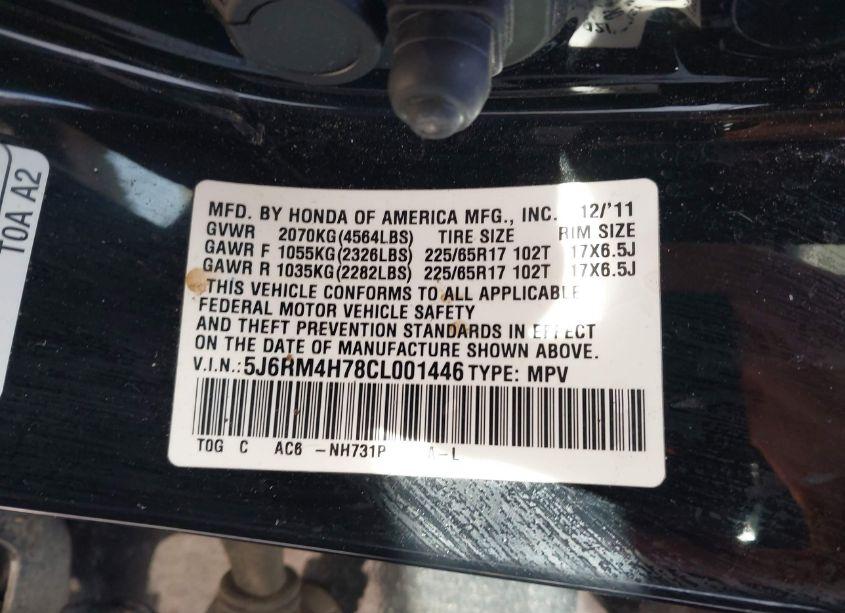 MFD. BY HONDA OF AMERICA MFG., INC. 12/'11
GVWR 2070KG(4564LBS) TIRE SIZE RIM SIZE
GAWR F 1055KG(2326LBS) 225/65R17 102T 17X6.5J
GAWR R 1035KG(2282LBS) 225/65R17 102T 17X6.5J
THIS VEHICLE CONFORMS TO ALL APPLICABLE
FEDERAL MOTOR VEHICLE SAFETY
AND THEFT PREVENTION STANDARDS IN EFFECT
ON THE DATE OF MANUFACTURE SHOWN ABOVE.
V.I.N.:5J6RM4H78CL001446 TYPE: MPV
TOG C AC6 -NH731P A-L
T0A A2